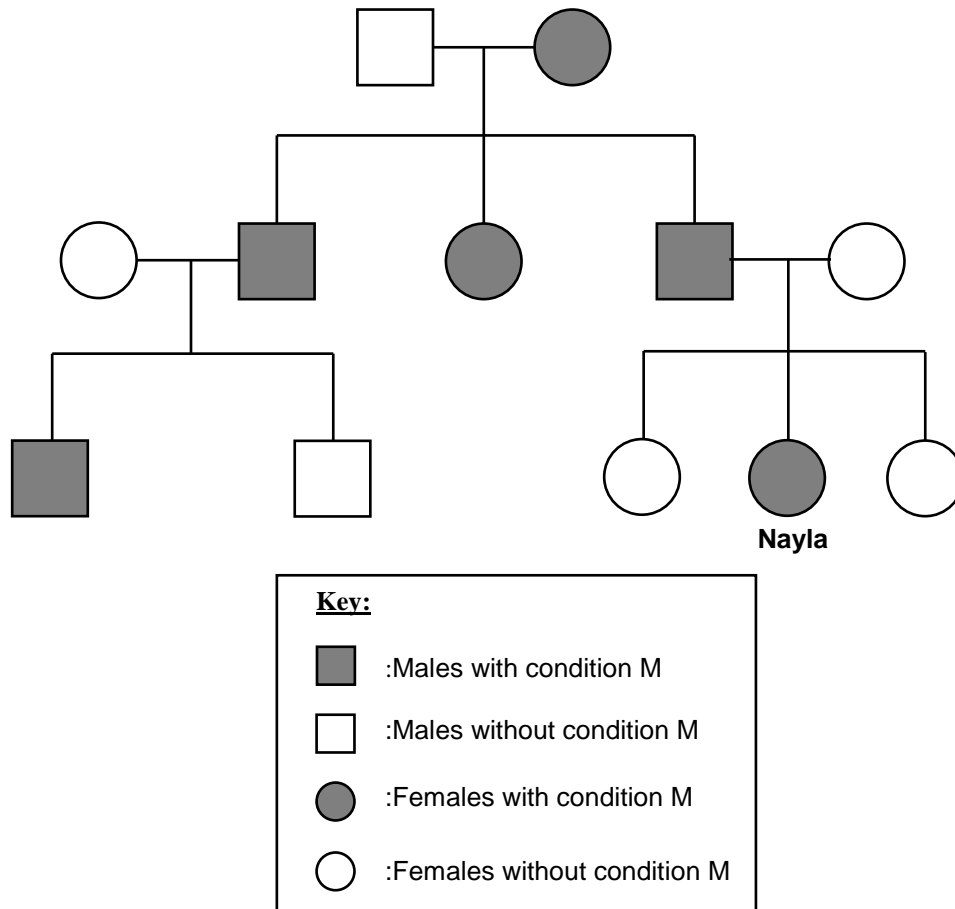 Nayla
Key:
:Males with condition M
:Males without condition M
:Females with condition M
:Females without condition M